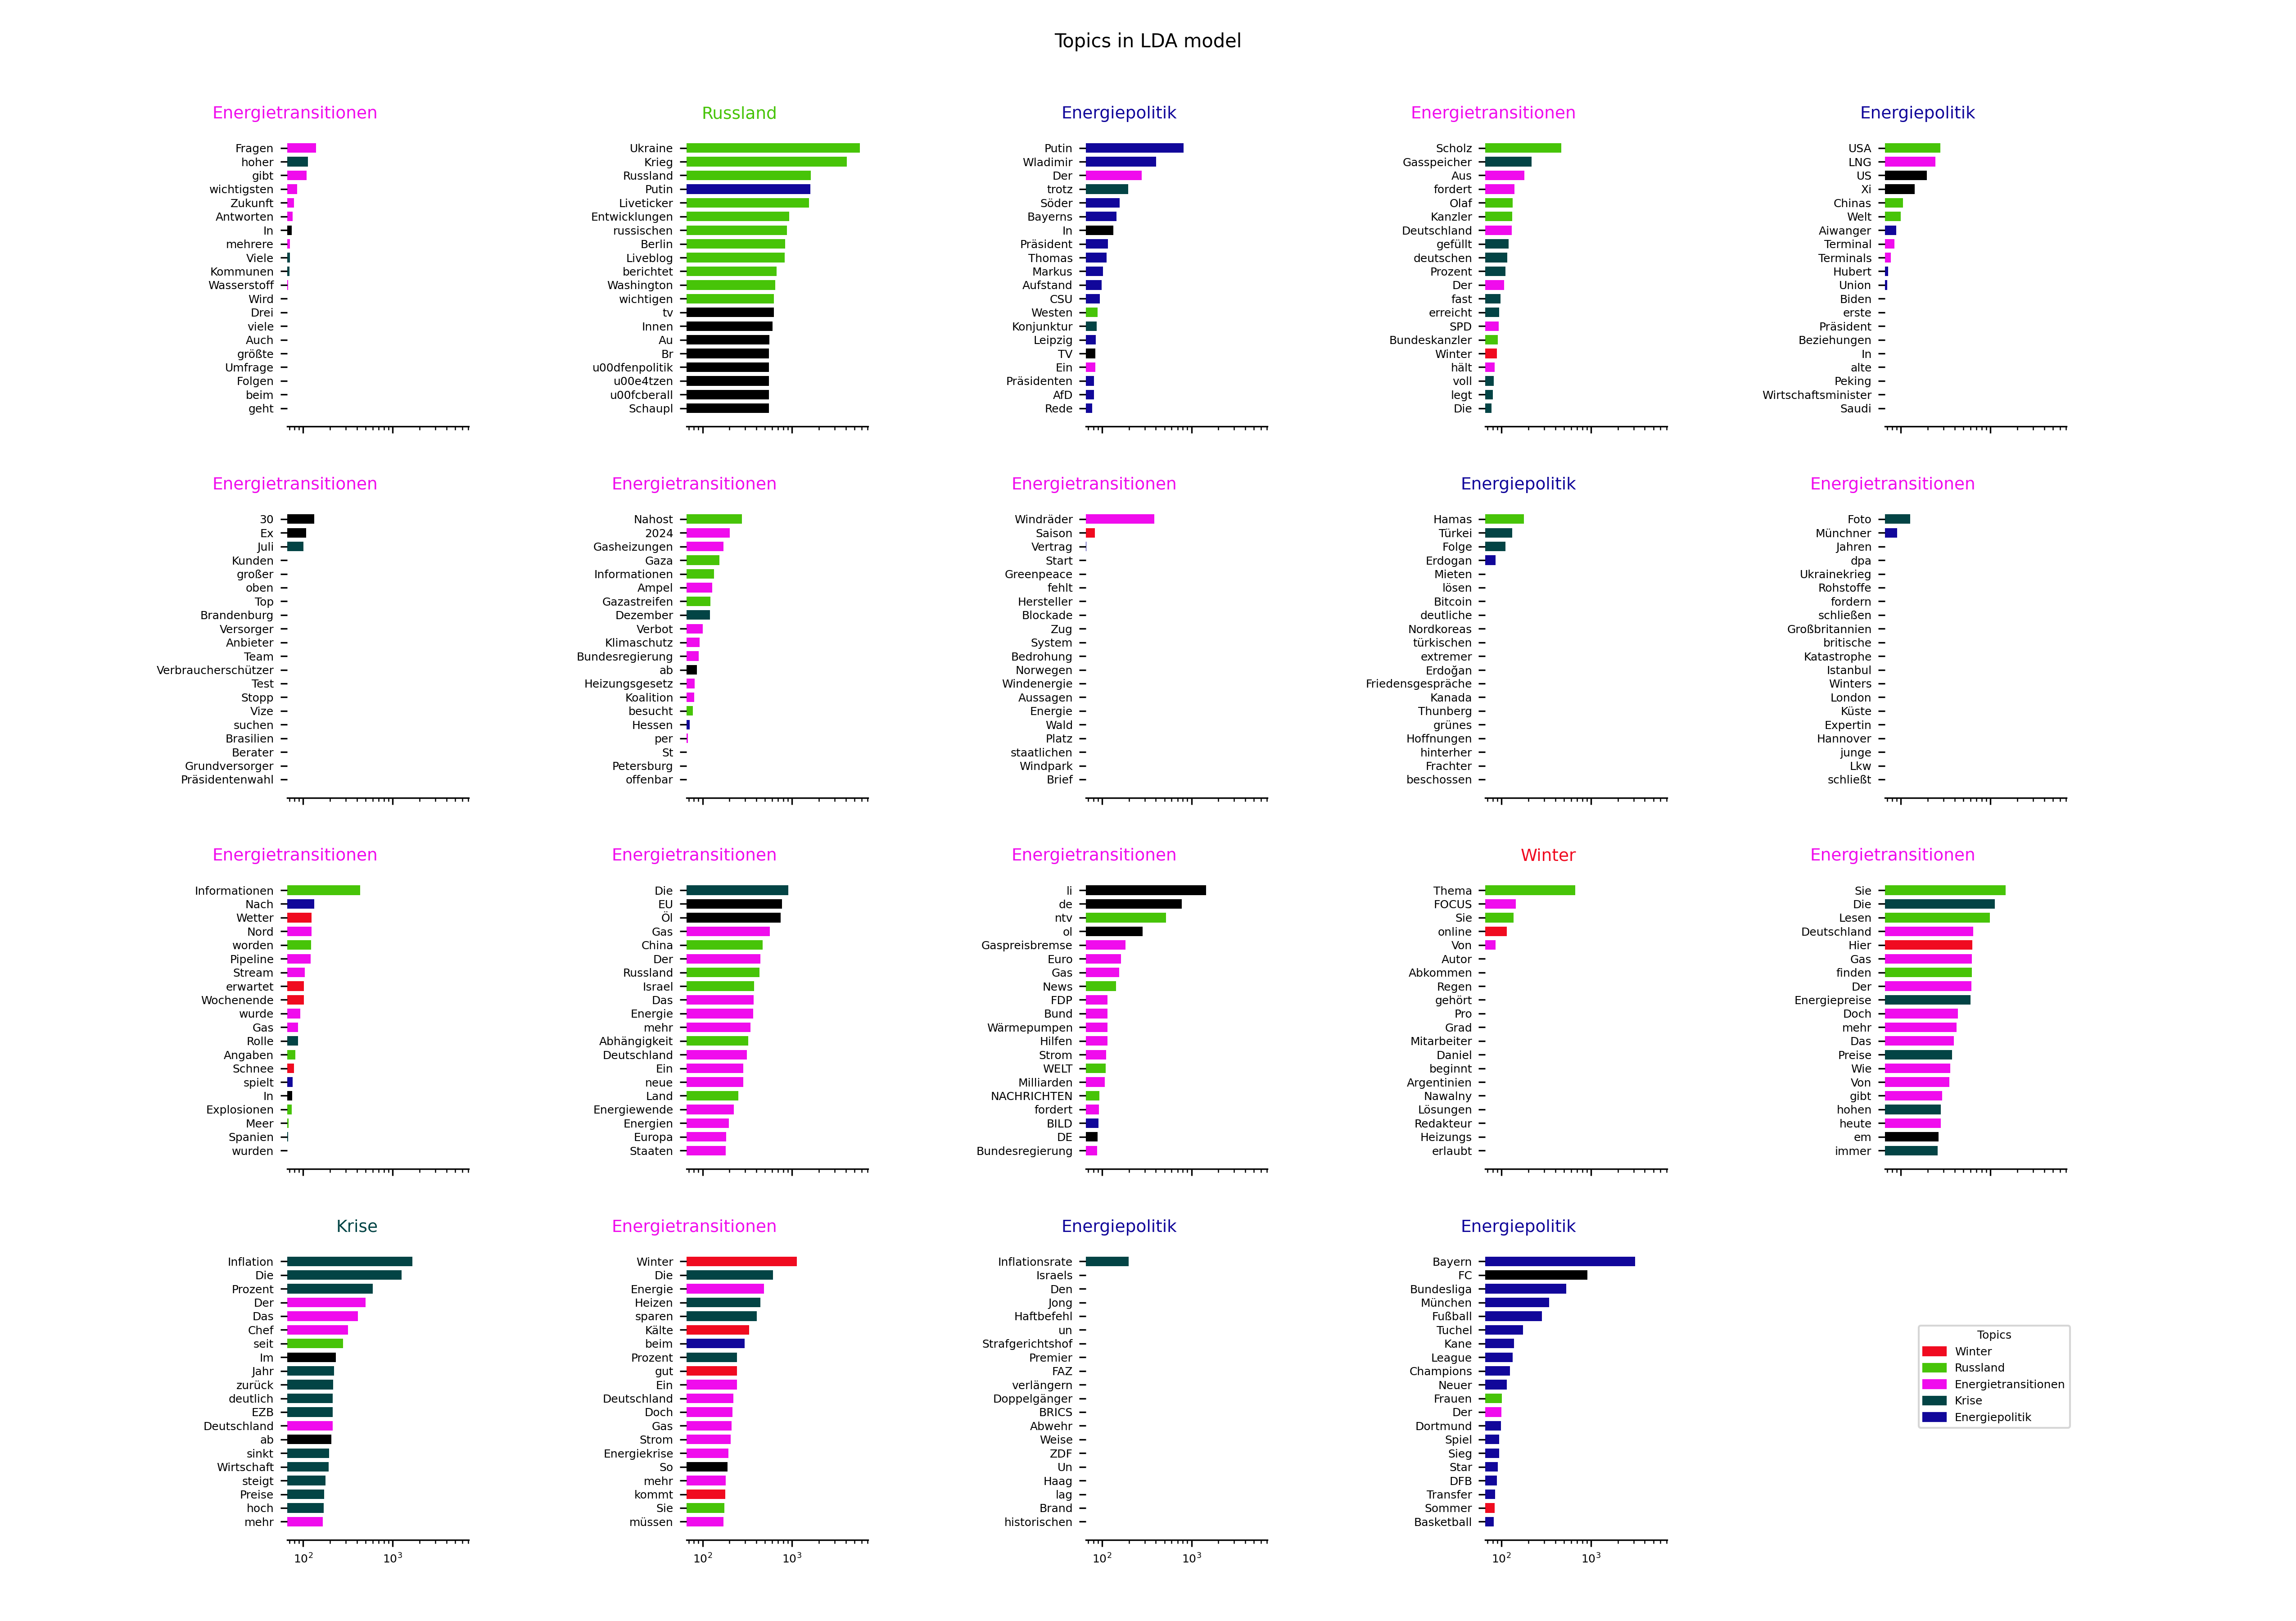 Topics in LDA model
Energietransitionen
Fragen
hoher
gibt
wichtigsten
Zukunft
Antworten
In
mehrere
Viele
Kommunen
Wasserstoff
Wird
Drei
viele
Auch
größte
Umfrage
Folgen
beim
geht
Russland
Ukraine
Krieg
Russland
Putin
Liveticker
Entwicklungen
russischen
Berlin
Liveblog
berichtet
Washington
wichtigen
tv
Innen
Au
Br
u00dfenpolitik
u00e4tzen
u00fcberall
Schaupl
Energiepolitik
Putin
Wladimir
Der
trotz
Söder
Bayerns
In
Präsident
Thomas
Markus
Aufstand
CSU
Westen
Konjunktur
Leipzig
TV
Ein
Präsidenten
AfD
Rede
Energietransitionen
Scholz
Gasspeicher
Aus
fordert
Olaf
Kanzler
Deutschland
gefüllt
deutschen
Prozent
Der
fast
erreicht
SPD
Bundeskanzler
Winter
hält
voll
legt
Die
Energiepolitik
USA
LNG
US
Xi
Chinas
Welt
Aiwanger
Terminal
Terminals
Hubert
Union
Biden
erste
Präsident
Beziehungen
In
alte
Peking
Wirtschaftsminister
Saudi
Energietransitionen
30
Ex
Juli
Kunden
großer
oben
Top
Brandenburg
Versorger
Anbieter
Team
Verbraucherschützer
Test
Stopp
Vize
suchen
Brasilien
Berater
Grundversorger
Präsidentenwahl
Energietransitionen
Nahost
2024
Gasheizungen
Gaza
Informationen
Ampel
Gazastreifen
Dezember
Verbot
Klimaschutz
Bundesregierung
ab
Heizungsgesetz
Koalition
besucht
Hessen
per
St
Petersburg
offenbar
Energietransitionen
Windräder
Saison
Vertrag
Start
Greenpeace
fehlt
Hersteller
Blockade
Zug
System
Bedrohung
Norwegen
Windenergie
Aussagen
Energie
Wald
Platz
staatlichen
Windpark
Brief
Energiepolitik
Hamas
Türkei
Folge
Erdogan
Mieten
lösen
Bitcoin
deutliche
Nordkoreas
türkischen
extremer
Erdoğan
Friedensgespräche
Kanada
Thunberg
grünes
Hoffnungen
hinterher
Frachter
beschossen
Energietransitionen
Foto
Münchner
Jahren
dpa
Ukrainekrieg
Rohstoffe
fordern
schließen
Großbritannien
britische
Katastrophe
Istanbul
Winters
London
Küste
Expertin
Hannover
junge
Lkw
schließt
Energietransitionen
Informationen
Nach
Wetter
Nord
worden
Pipeline
Stream
erwartet
Wochenende
wurde
Gas
Rolle
Angaben
Schnee
spielt
In
Explosionen
Meer
Spanien
wurden
Energietransitionen
Die
EU
Öl
Gas
China
Der
Russland
Israel
Das
Energie
mehr
Abhängigkeit
Deutschland
Ein
neue
Land
Energiewende
Energien
Europa
Staaten
Energietransitionen
li
de
ntv
ol
Gaspreisbremse
Euro
Gas
News
FDP
Bund
Wärmepumpen
Hilfen
Strom
WELT
Milliarden
NACHRICHTEN
fordert
BILD
DE
Bundesregierung
Winter
Thema
FOCUS
Sie
online
Von
Autor
Abkommen
Regen
gehört
Pro
Grad
Mitarbeiter
Daniel
beginnt
Argentinien
Nawalny
Lösungen
Redakteur
Heizungs
erlaubt
Energietransitionen
Sie
Die
Lesen
Deutschland
Hier
Gas
finden
Der
Energiepreise
Doch
mehr
Das
Preise
Wie
Von
gibt
hohen
heute
em
immer
Krise
Inflation
Die
Prozent
Der
Das
Chef
seit
Im
Jahr
zurück
deutlich
EZB
Deutschland
ab
sinkt
Wirtschaft
steigt
Preise
hoch
mehr
10²
10³
Energietransitionen
Winter
Die
Energie
Heizen
sparen
Kälte
beim
Prozent
gut
Ein
Deutschland
Doch
Gas
Strom
Energiekrise
So
mehr
kommt
Sie
müssen
10²
10³
Energiepolitik
Inflationsrate
Israels
Den
Jong
Haftbefehl
un
Strafgerichtshof
Premier
FAZ
verlängern
Doppelgänger
BRICS
Abwehr
Weise
ZDF
Un
Haag
lag
Brand
historischen
10²
10³
Energiepolitik
Bayern
FC
Bundesliga
München
Fußball
Tuchel
Kane
League
Champions
Neuer
Frauen
Der
Dortmund
Spiel
Sieg
Star
DFB
Transfer
Sommer
Basketball
10²
10³
Topics
Winter
Russland
Energietransitionen
Krise
Energiepolitik